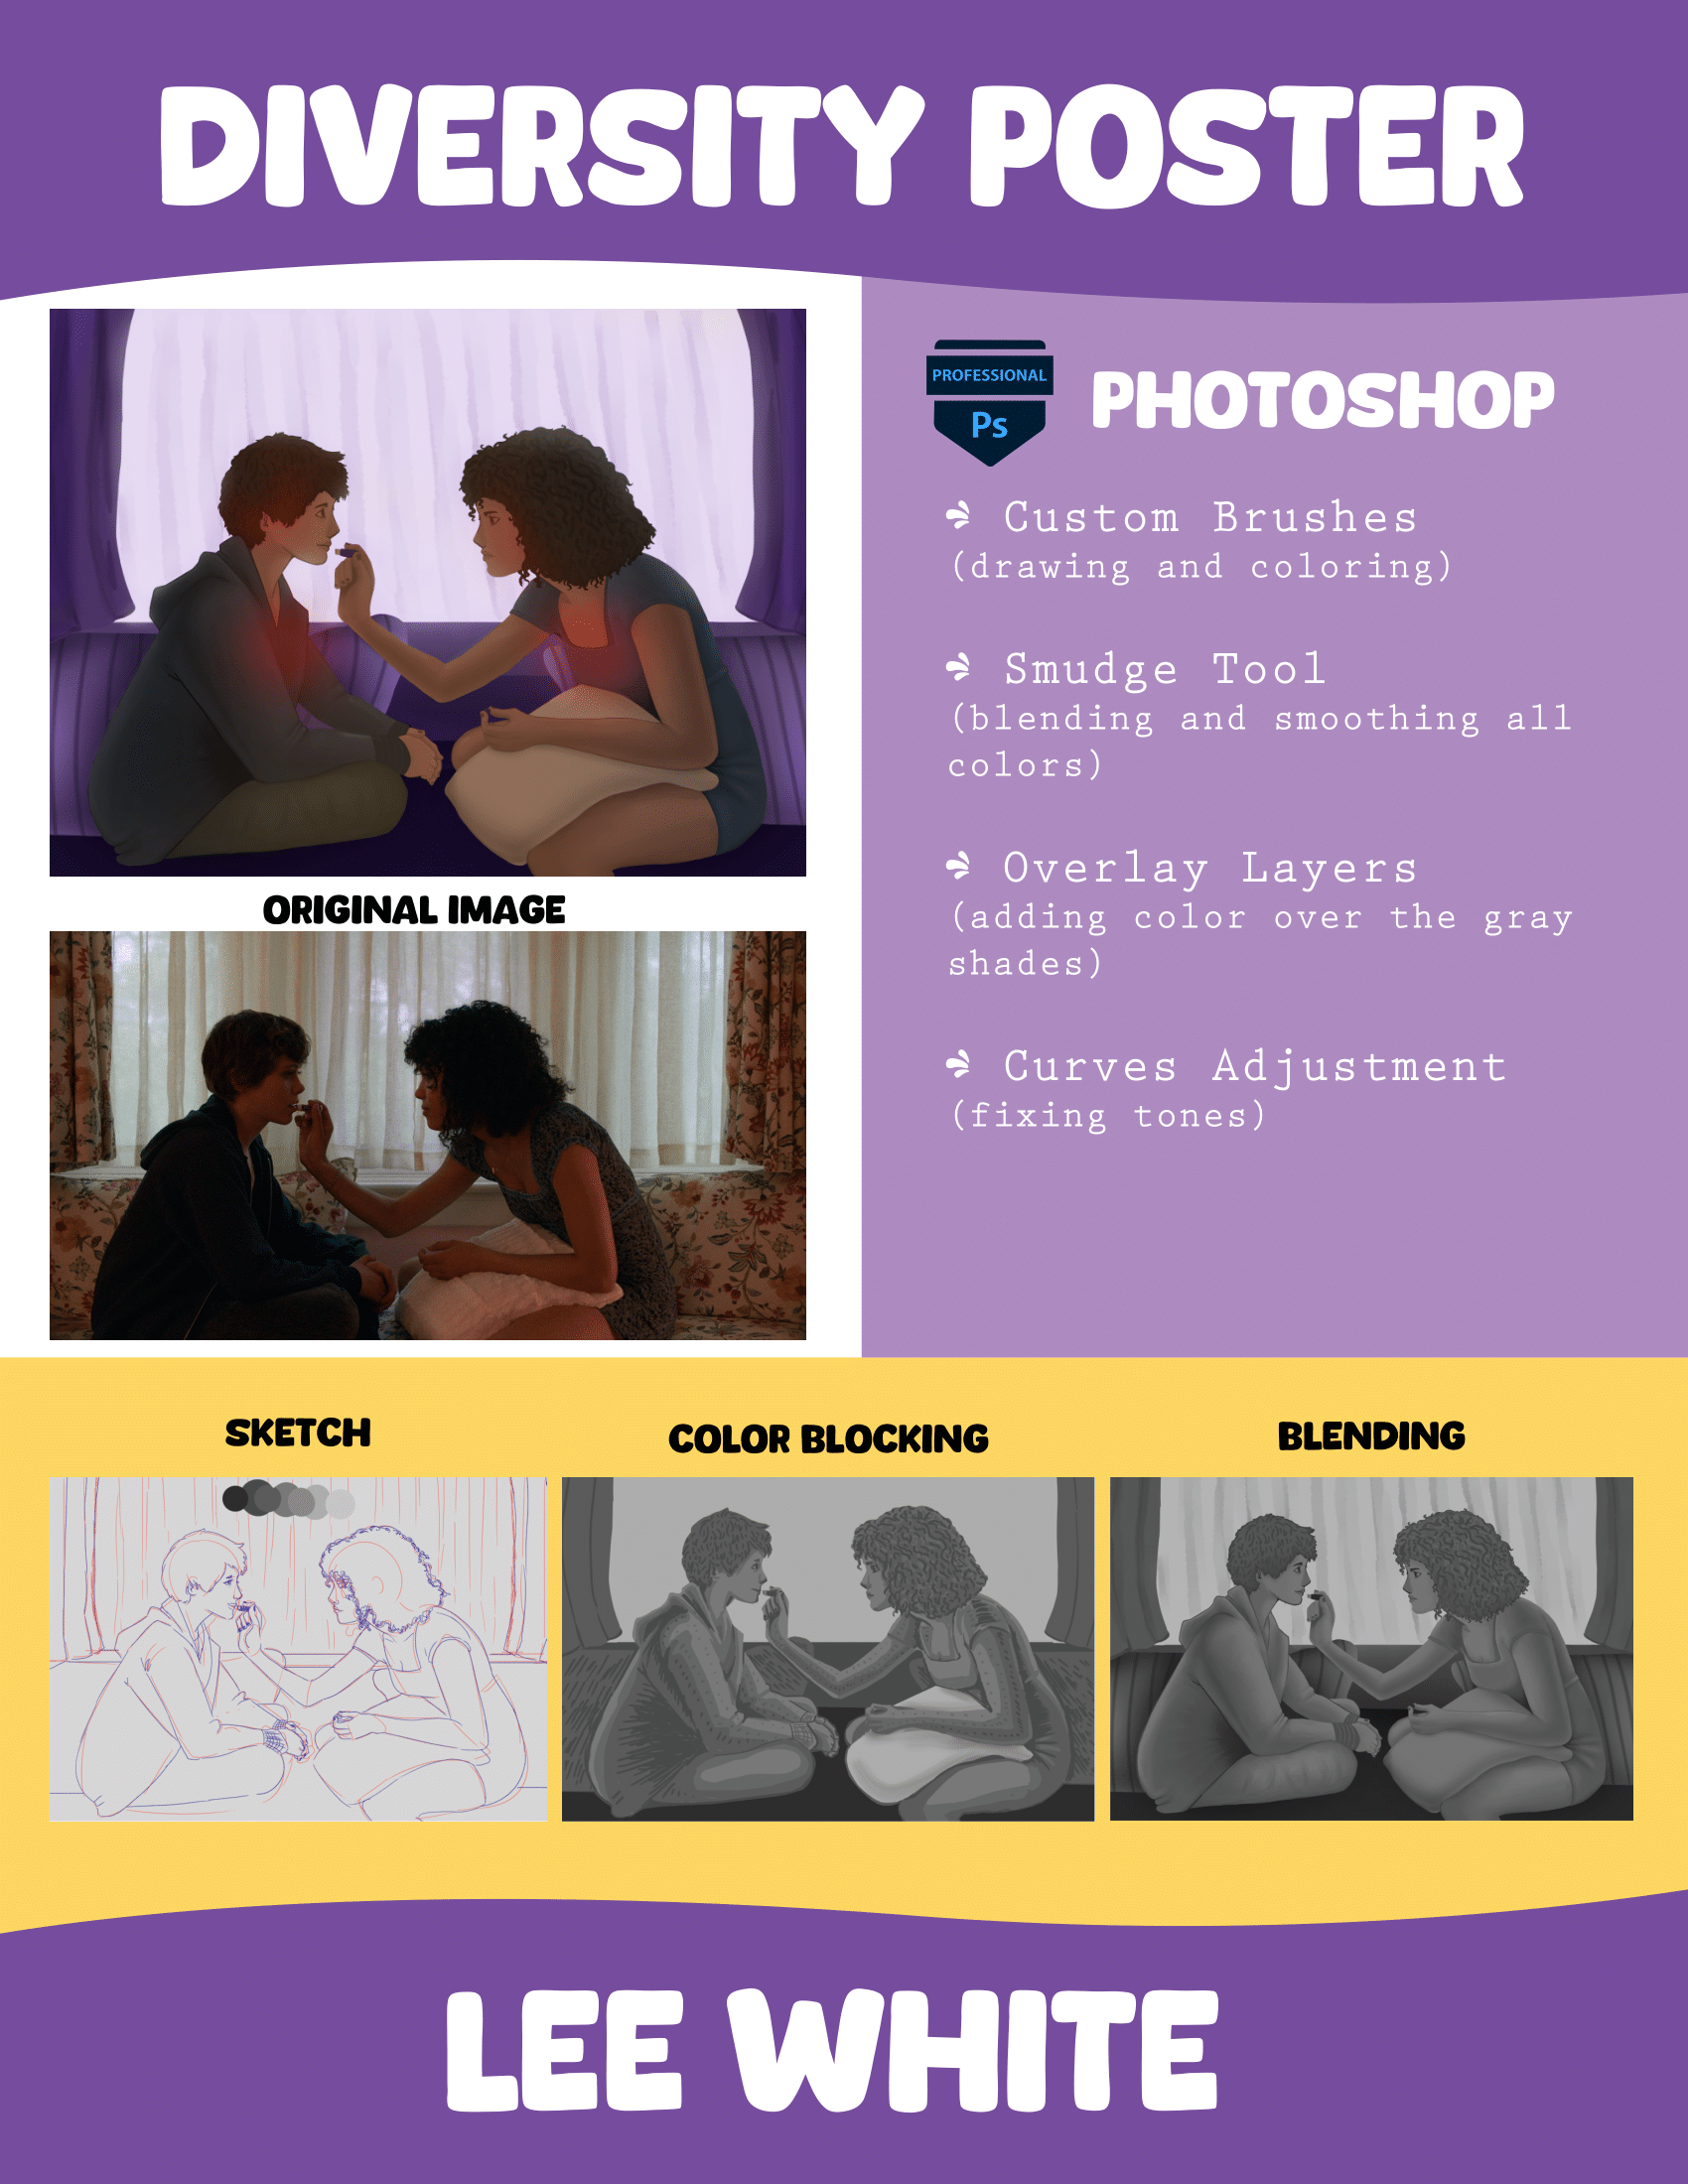 DIVERSITY POSTER
PROFESSIONAL
Ps
PHOTOSHOP
Custom Brushes
(drawing and coloring)
Smudge Tool
(blending and smoothing all
colors)
Overlay Layers
(adding color over the gray
shades)
Curves Adjustment
(fixing tones)
ORIGINAL IMAGE
SKETCH
COLOR BLOCKING
BLENDING
LEE WHITE